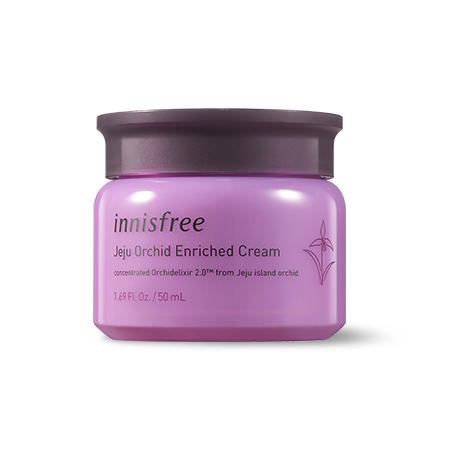 innisfree
Jeju Orchid Enriched Cream
concentrated Orchidelixir 2.0™ from Jeju island orchid
1.69 Fl. Oz. / 50 mL